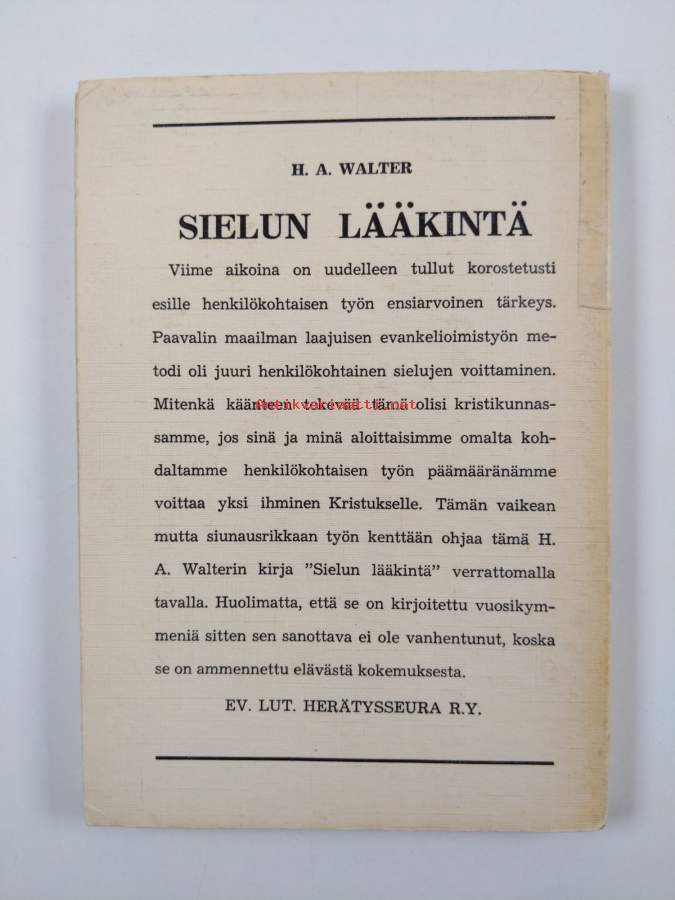 H. A. WALTER
SIELUN LÄÄKINTÄ
Viime aikoina on uudelleen tullut korostetusti
esille henkilökohtaisen työn ensiarvoinen tärkeys.
Paavalin maailman laajuisen evankelioimistyön me-
todi oli juuri henkilökohtainen sielujen voittaminen.
Mitenkä käänteen tekevää tämä olisi kristikunnas-
samme, jos sinä ja minä aloittaisimme omalta koh-
daltamme henkilökohtaisen työn päämääränämme
voittaa yksi ihminen Kristukselle. Tämän vaikean
mutta siunausrikkaan työn kenttään ohjaa tämä H.
A. Walterin kirja ”Sielun lääkintä” verrattomalla
tavalla. Huolimatta, että se on kirjoitettu vuosikym-
meniä sitten sen sanottava ei ole vanhentunut, koska
se on ammennettu elävästä kokemuksesta.
EV. LUT. HERÄTYSSEURA R.Y.